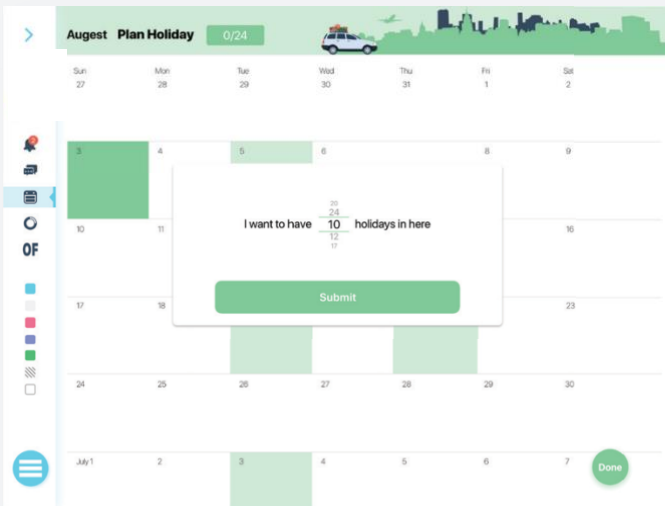 Augest Plan Holiday 0/24
Sun Mon Tue Wed Thu Fri Sat
27 28 29 30 31 1 2
3 4 5 6 8 9
20
24
I want to have 10 holidays in here
12
17
10 11 16
OF
Submit
17 18 23
24 25 26 27 28 29 30
July 1 2 3 4 5 6 7
Done